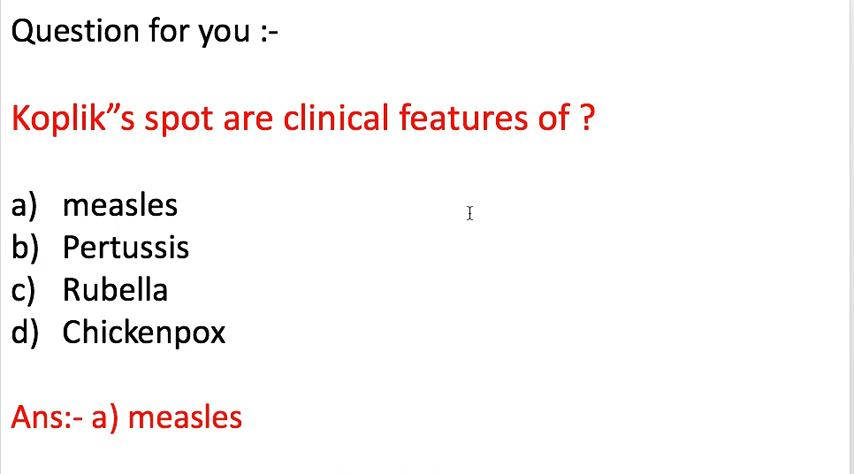 Question for you :-
Koplik”s spot are clinical features of ?
a) measles
b) Pertussis
c) Rubella
d) Chickenpox
Ans:- a) measles